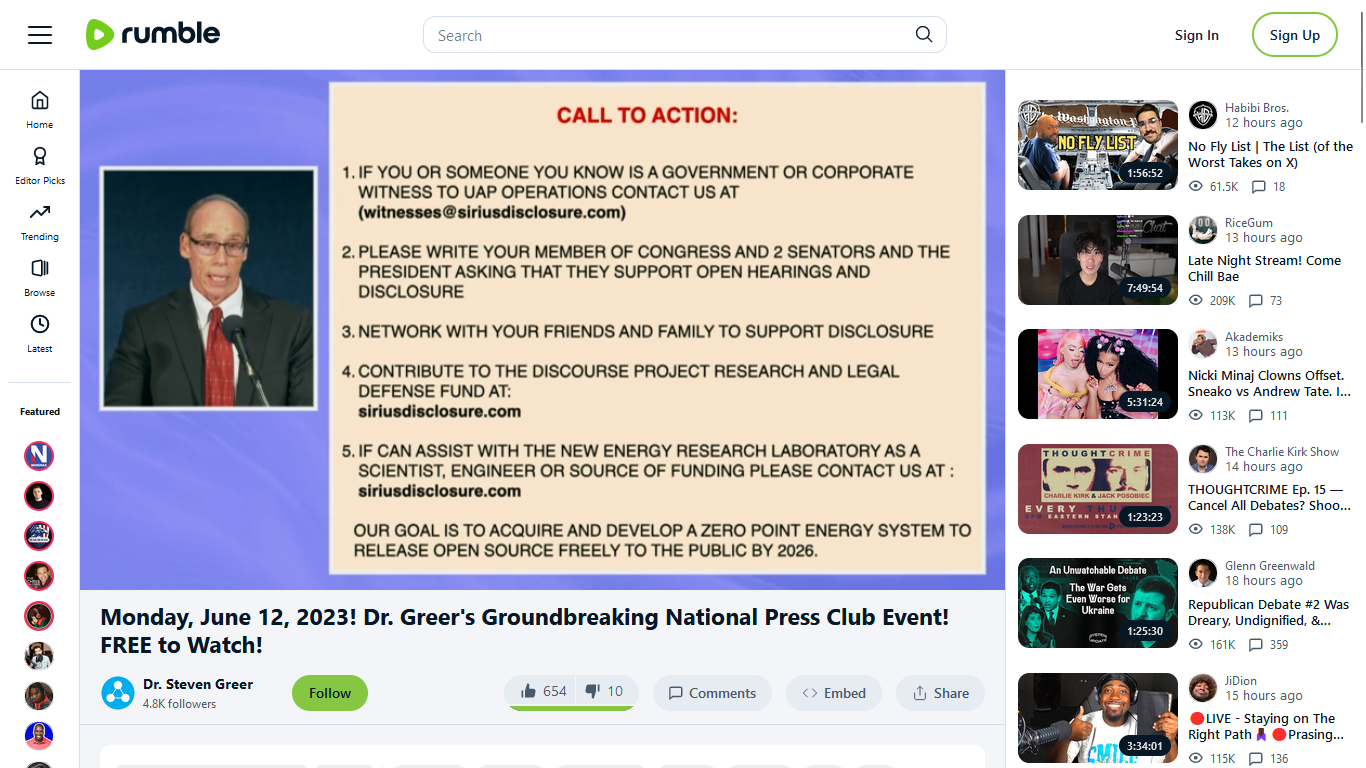 rumble
Search
Sign In
Sign Up
Home
Editor Picks
Trending
Browse
Latest
Featured
CALL TO ACTION:
1. IF YOU OR SOMEONE YOU KNOW IS A GOVERNMENT OR CORPORATE
WITNESS TO UAP OPERATIONS CONTACT US AT
(witnesses@siriusdisclosure.com)
2. PLEASE WRITE YOUR MEMBER OF CONGRESS AND 2 SENATORS AND THE
PRESIDENT ASKING THAT THEY SUPPORT OPEN HEARINGS AND
DISCLOSURE
3. NETWORK WITH YOUR FRIENDS AND FAMILY TO SUPPORT DISCLOSURE
4. CONTRIBUTE TO THE DISCOURSE PROJECT RESEARCH AND LEGAL
DEFENSE FUND AT:
siriusdisclosure.com
5. IF CAN ASSIST WITH THE NEW ENERGY RESEARCH LABORATORY AS A
SCIENTIST, ENGINEER OR SOURCE OF FUNDING PLEASE CONTACT US AT :
siriusdisclosure.com
OUR GOAL IS TO ACQUIRE AND DEVELOP A ZERO POINT ENERGY SYSTEM TO
RELEASE OPEN SOURCE FREELY TO THE PUBLIC BY 2026.
Monday, June 12, 2023! Dr. Greer's Groundbreaking National Press Club Event!
FREE to Watch!
Dr. Steven Greer
4.8K followers
Follow
654
10
Comments
Embed
Share
Washington
NO FLY LIST
1:56:52
Habibi Bros.
12 hours ago
No Fly List | The List (of the
Worst Takes on X)
61.5K
18
Chat
7:49:54
RiceGum
13 hours ago
Late Night Stream! Come
Chill Bae
209K
73
5:31:24
Akademiks
13 hours ago
Nicki Minaj Clowns Offset.
Sneako vs Andrew Tate. I...
113K
111
THOUGHTCRIME
CHARLIE KIRK & JACK POSOBIEC
EVERY THU
EASTERN STAN
1:23:23
The Charlie Kirk Show
14 hours ago
THOUGHTCRIME Ep. 15 —
Cancel All Debates? Shoo...
138K
109
An Unwatchable Debate
The War Gets
Even Worse for
Ukraine
SYSTEM
UPDATE
1:25:30
Glenn Greenwald
18 hours ago
Republican Debate #2 Was
Dreary, Undignified, &...
161K
359
SMILE
3:34:01
JiDion
15 hours ago
LIVE - Staying on The
Right Path Prasing...
115K
136